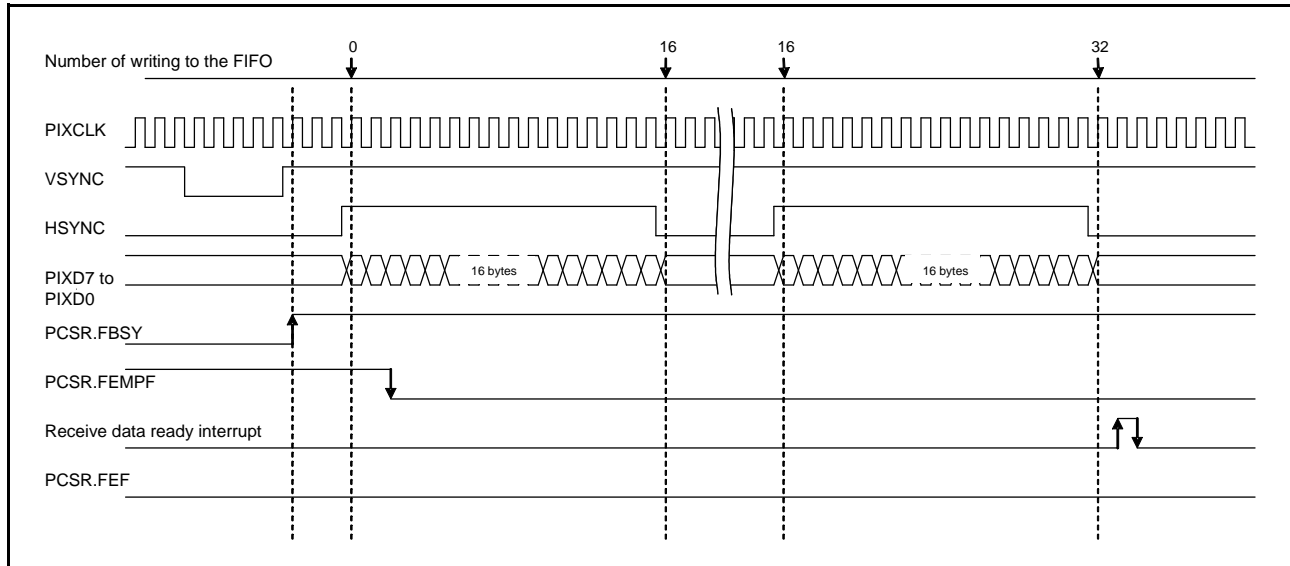 0 16 16 32
Number of writing to the FIFO
PIXCLK
VSYNC
HSYNC
16 bytes 16 bytes
PIXD7 to
PIXD0
PCSR.FBSY
PCSR.FEMPF
Receive data ready interrupt
PCSR.FEF